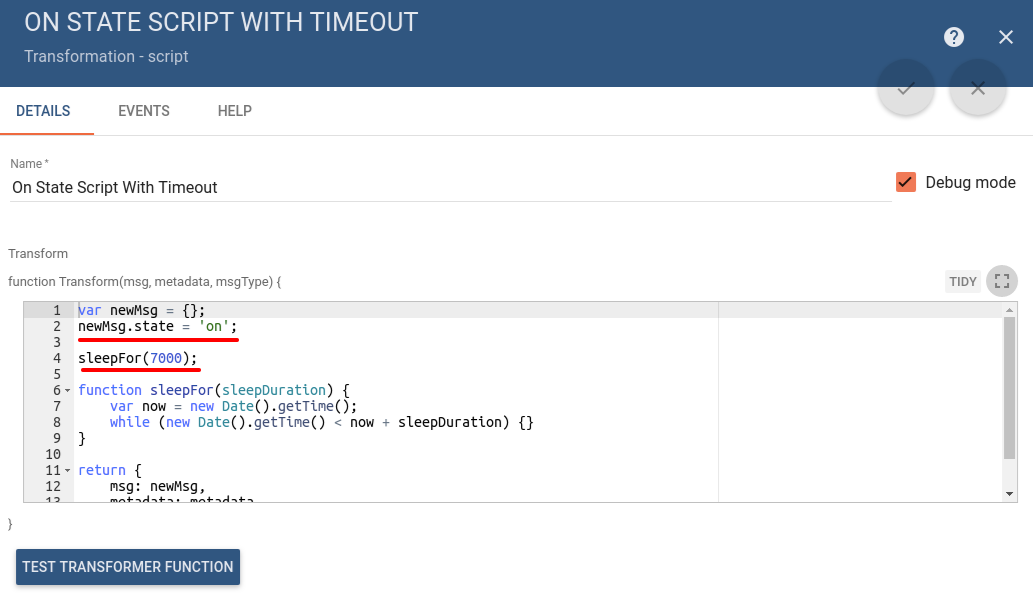 ON STATE SCRIPT WITH TIMEOUT
Transformation - script
DETAILS EVENTS HELP
Name *
On State Script With Timeout
Debug mode
Transform
function Transform(msg, metadata, msgType) {
TIDY
1 var newMsg = {};
2 newMsg.state = 'on';
3
4 sleepFor(7000);
5
6 function sleepFor(sleepDuration) {
7 var now = new Date().getTime();
8 while (new Date().getTime() < now + sleepDuration) {}
9 }
10
11 return {
12 msg: newMsg,
13 metadata: metadata
}
TEST TRANSFORMER FUNCTION